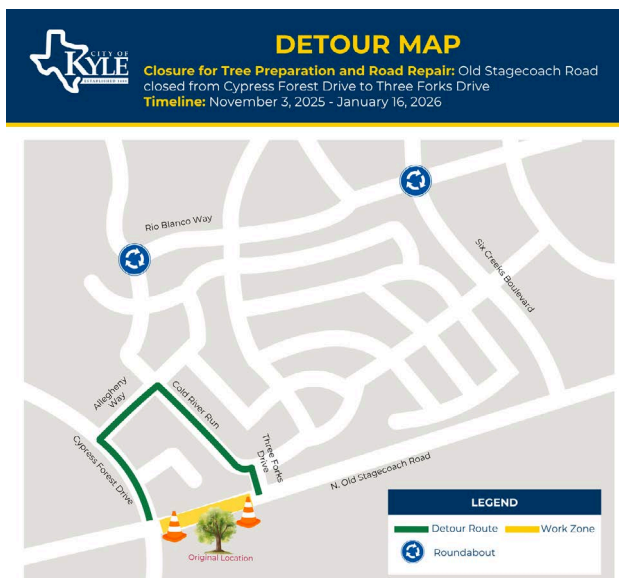 CITY OF
KYLE
ESTABLISHED 1880
DETOUR MAP
Closure for Tree Preparation and Road Repair: Old Stagecoach Road
closed from Cypress Forest Drive to Three Forks Drive
Timeline: November 3, 2025 - January 16, 2026
Rio Blanco Way
Six Creeks Boulevard
Allegheny
Way
Cold River Run
Cypress Forest Drive
Three Forks
Drive
N. Old Stagecoach Road
Original Location
LEGEND
Detour Route
Work Zone
Roundabout